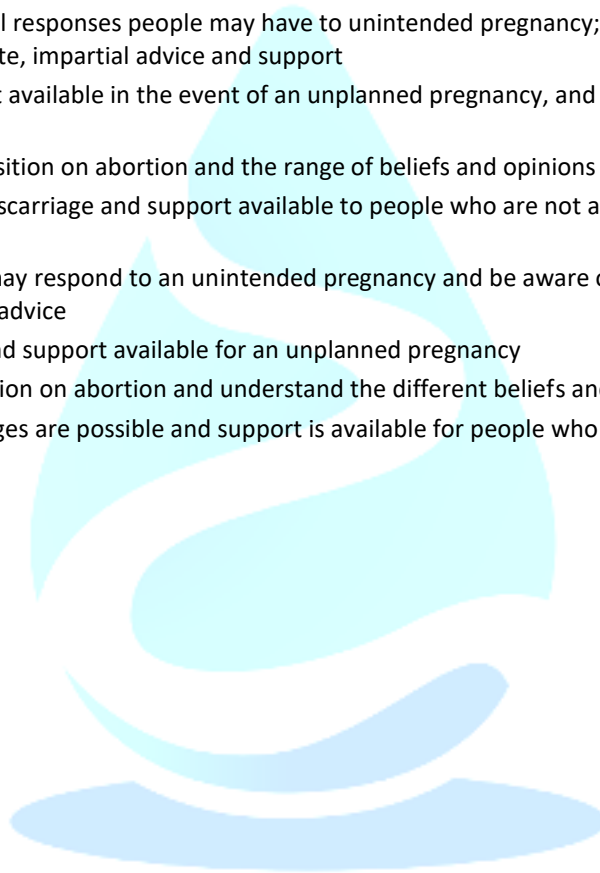 l responses people may have to unintended pregnancy;
te, impartial advice and support
t available in the event of an unplanned pregnancy, and
sition on abortion and the range of beliefs and opinions
scarriage and support available to people who are not a
may respond to an unintended pregnancy and be aware o
advice
nd support available for an unplanned pregnancy
ion on abortion and understand the different beliefs an
ges are possible and support is available for people who